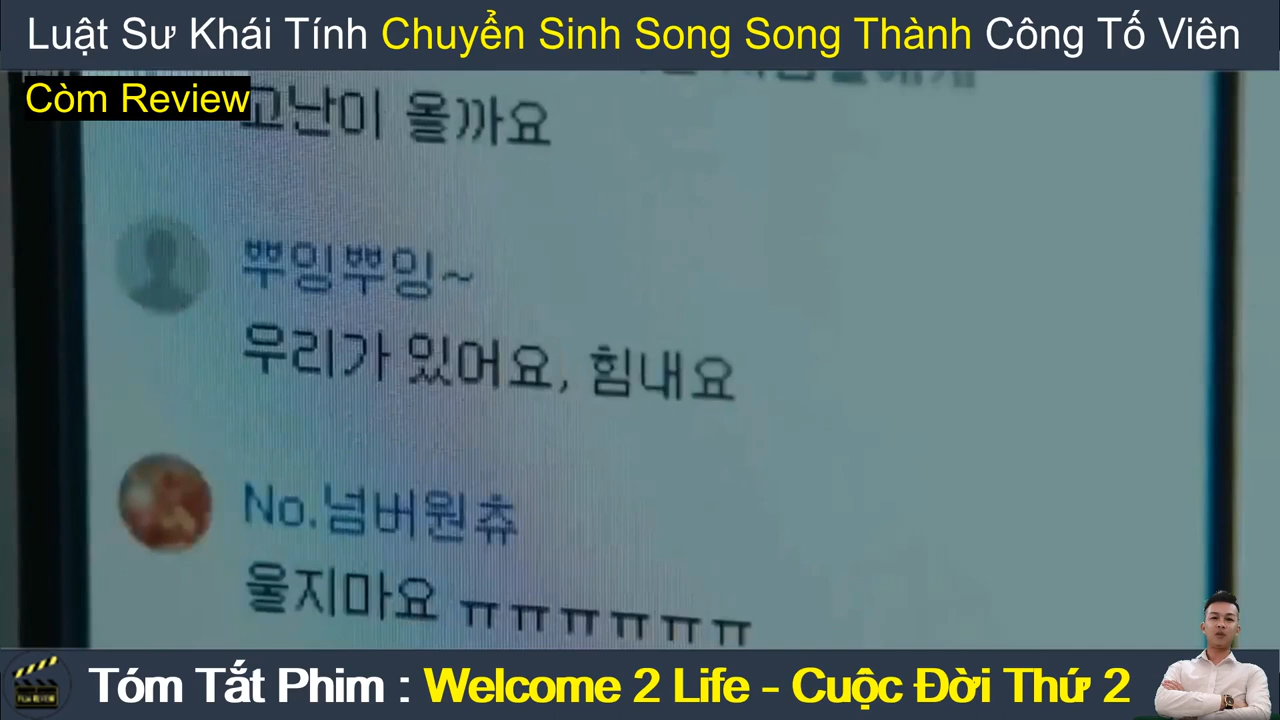 Luật Sư Khái Tính Chuyển Sinh Song Song Thành Công Tố Viên
Còm Review
고난이 올까요
뿌잉뿌잉~
우리가 있어요, 힘내요
No.넘버원츄
울지마요 ㅠㅠㅠㅠㅠㅠ
FILM REVIEW
Tóm Tắt Phim : Welcome 2 Life - Cuộc Đời Thứ 2